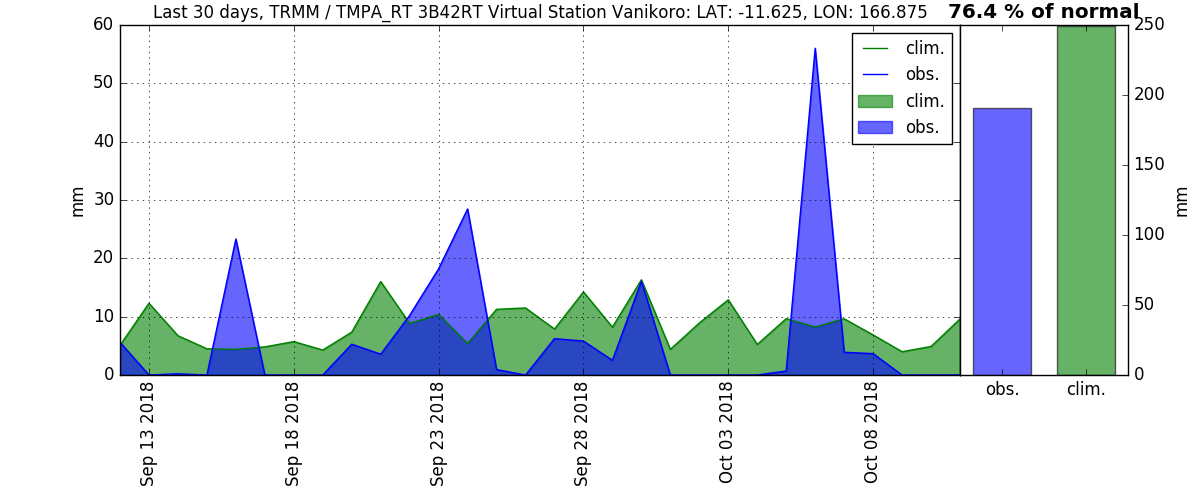 Last 30 days, TRMM / TMPA_RT 3B42RT Virtual Station Vanikoro: LAT: -11.625, LON: 166.875
76.4 % of normal
60
50
40
30
20
10
0
mm
clim.
obs.
clim.
obs.
Sep 13 2018
Sep 18 2018
Sep 23 2018
Sep 28 2018
Oct 03 2018
Oct 08 2018
250
200
150
100
50
0
mm
obs.
clim.